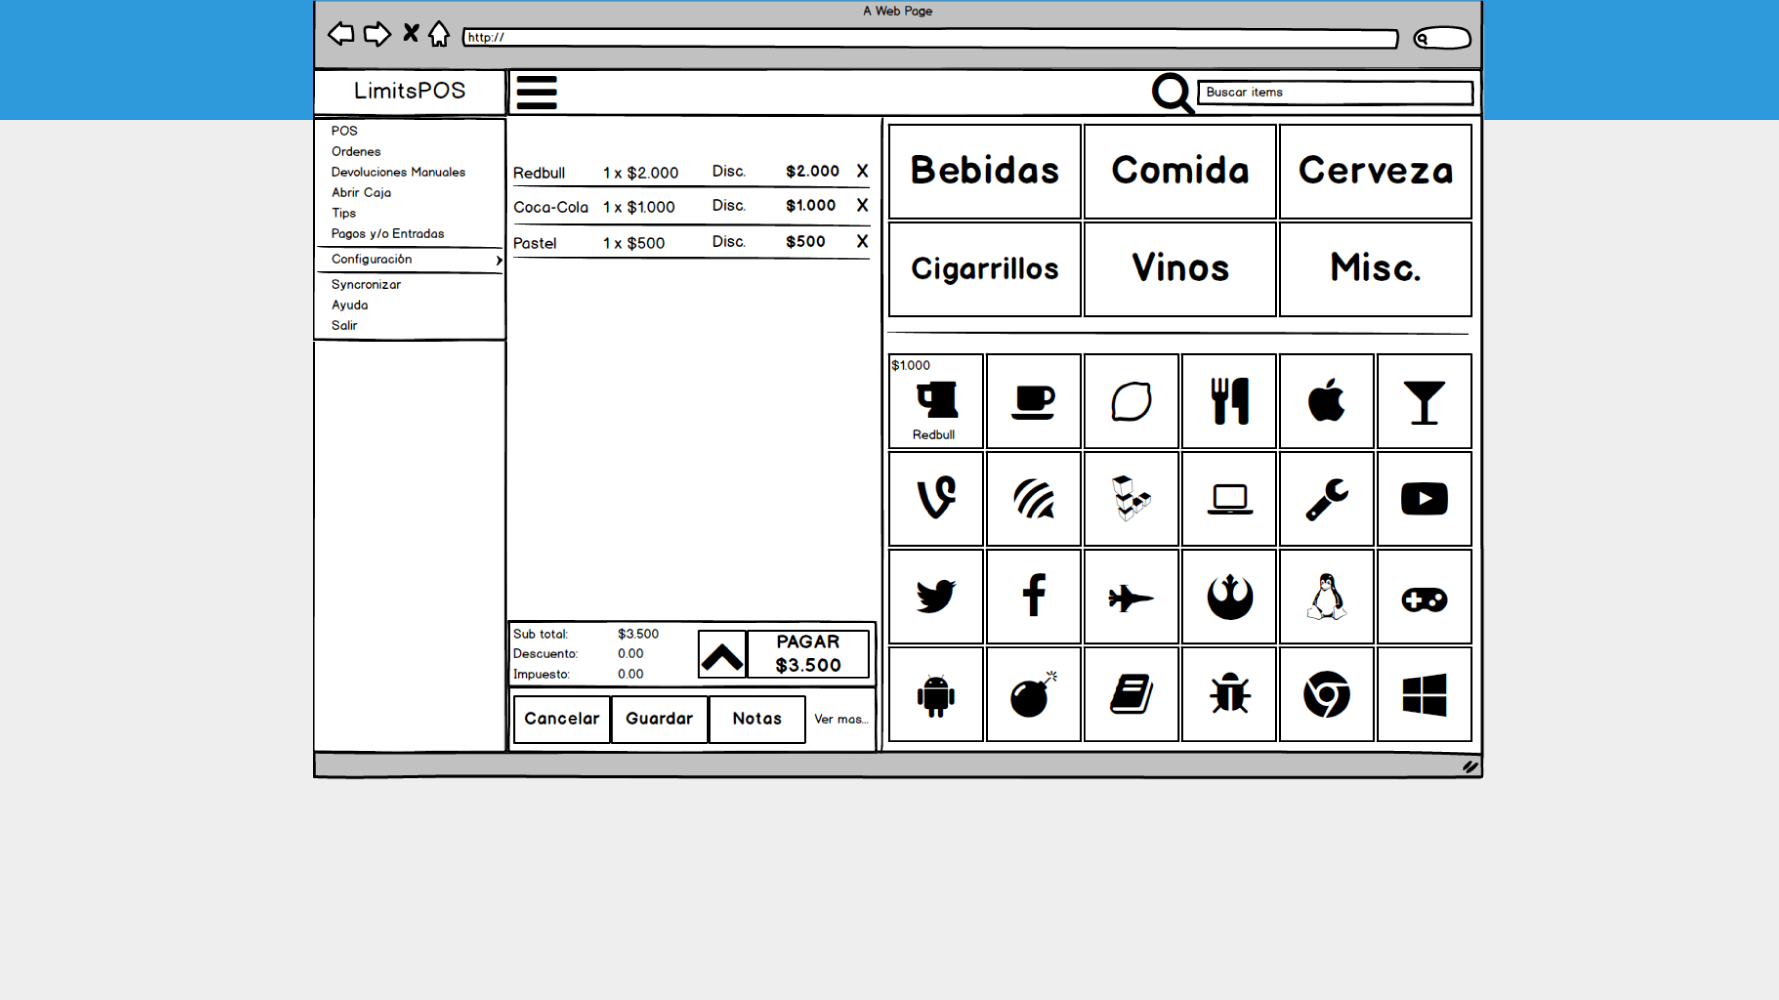 A Web Page
http://
LimitsPOS
Buscar items
POS
Ordenes
Devoluciones Manuales
Abrir Caja
Tips
Pagos y/o Entradas
Configuración
Syncronizar
Ayuda
Salir
Redbull 1 x $2.000 Disc. $2.000 X
Coca-Cola 1 x $1.000 Disc. $1.000 X
Pastel 1 x $500 Disc. $500 X
Sub total: $3.500
Descuento: 0.00
Impuesto: 0.00
PAGAR
$3.500
Cancelar Guardar Notas Ver mas...
Bebidas Comida Cerveza
Cigarrillos Vinos Misc.
$1.000
Redbull